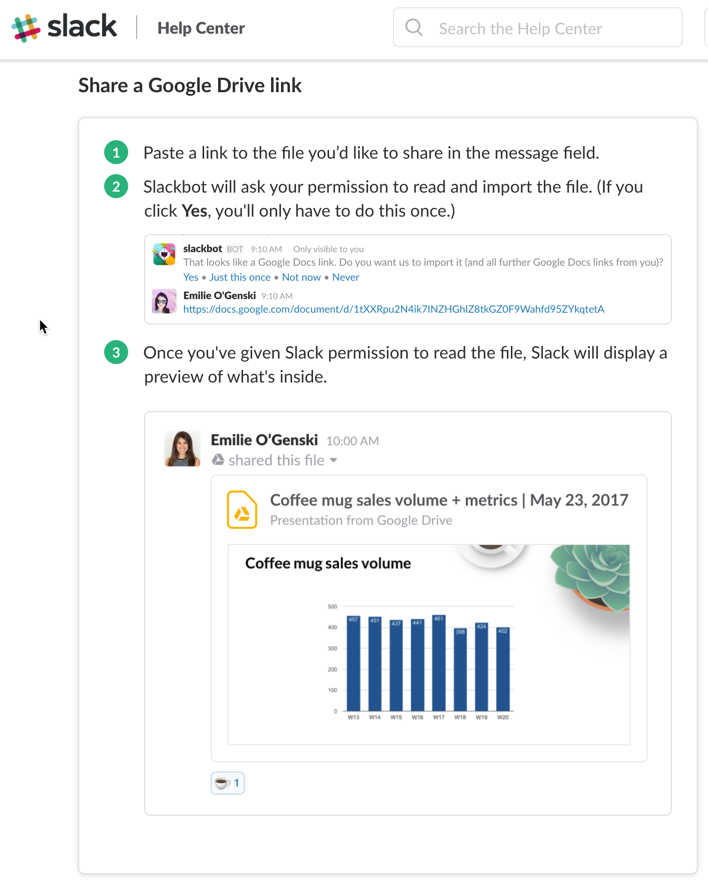 slack Help Center Search the Help Center
Share a Google Drive link
1 Paste a link to the file you’d like to share in the message field.
2 Slackbot will ask your permission to read and import the file. (If you
click Yes, you'll only have to do this once.)
slackbot BOT 9:10 AM Only visible to you
That looks like a Google Docs link. Do you want us to import it (and all further Google Docs links from you)?
Yes • Just this once • Not now • Never
Emilie O'Genski 9:10 AM
https://docs.google.com/document/d/1tXXRpu2N4ik7INZHGhIZ8tkGZ0F9Wahfd95ZYkqtetA
3 Once you've given Slack permission to read the file, Slack will display a
preview of what's inside.
Emilie O’Genski 10:00 AM
shared this file
Coffee mug sales volume + metrics | May 23, 2017
Presentation from Google Drive
Coffee mug sales volume
500
400
300
200
100
0
457 451 437 441 461 398 424 402
W13 W14 W15 W16 W17 W18 W19 W20
1